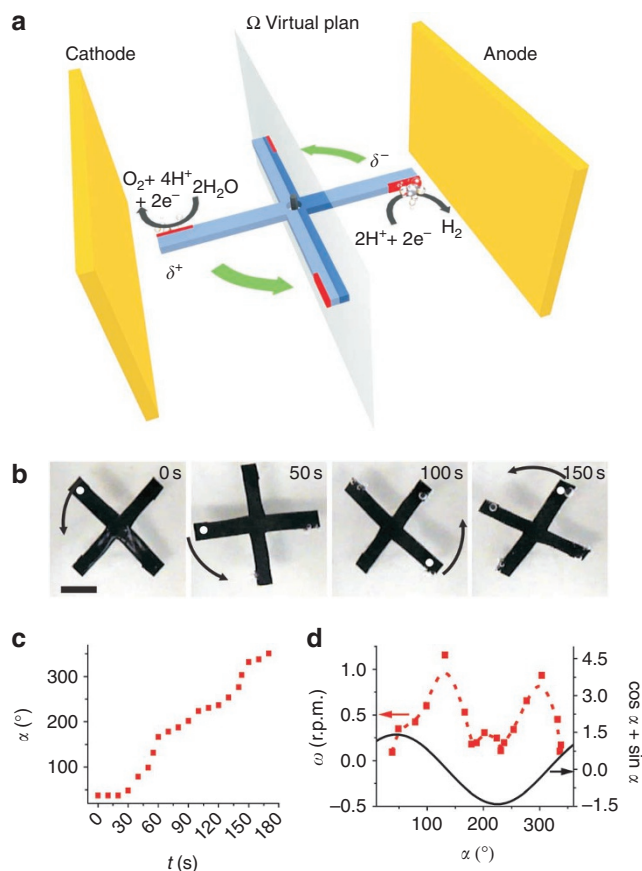 a
Ω Virtual plan
Cathode
Anode
δ−
O2+ 4H+ 2H2O
+ 2e−
2H+ + 2e−
H2
δ+
b
0 s
50 s
100 s
150 s
c
d
300
200
100
α (°)
0
30
60
90
120
150
180
t (s)
1.0
0.5
0.0
−0.5
ω (r.p.m.)
4.5
3.0
1.5
0.0
−1.5
cos α + sin α
100
200
300
α (°)